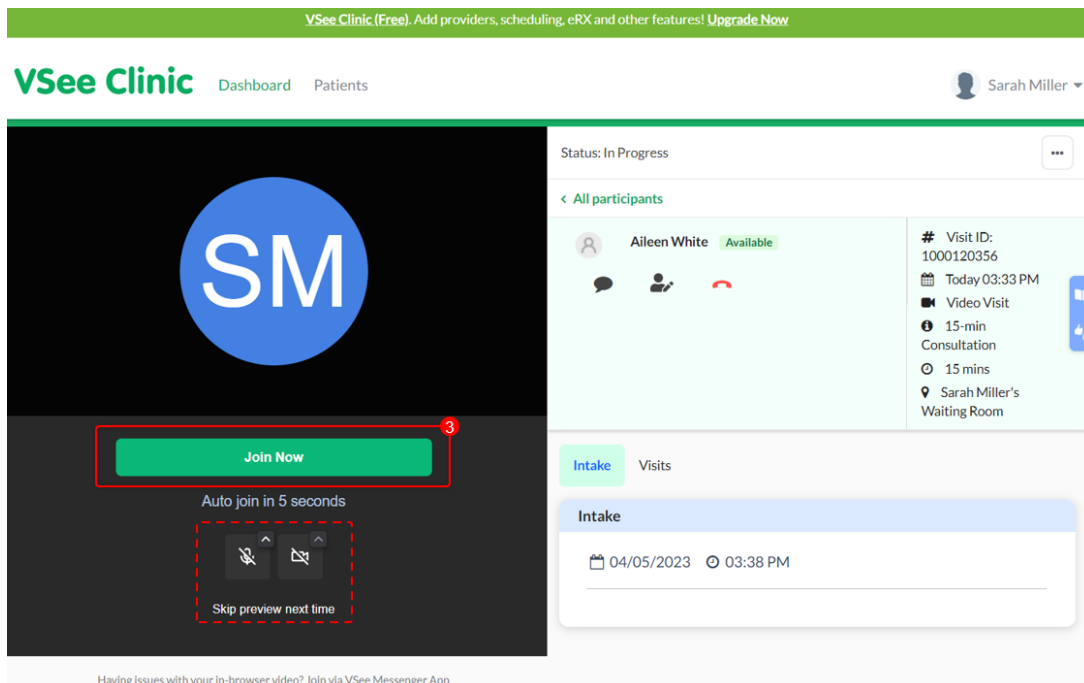 VSee Clinic (Free). Add providers, scheduling, eRX and other features! Upgrade Now
VSee Clinic
Dashboard
Patients
Sarah Miller
SM
3
Join Now
Auto join in 5 seconds
Skip preview next time
Having issues with your in-browser video? Join via VSee Messenger App
Status: In Progress
All participants
Aileen White
Available
# Visit ID:
1000120356
Today 03:33 PM
Video Visit
15-min
Consultation
15 mins
Sarah Miller's
Waiting Room
Intake
Visits
Intake
04/05/2023
03:38 PM